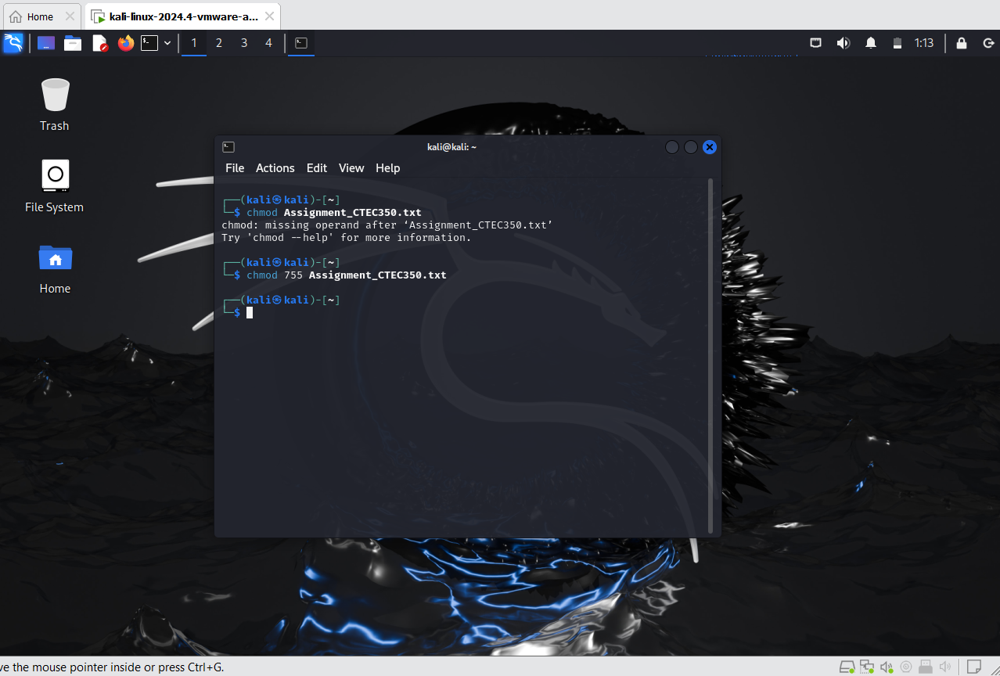 Home
kali-linux-2024.4-vmware-a...
1 2 3 4
1:13
Trash
File System
Home
kali@kali: ~
File Actions Edit View Help
┌──(kali㉿kali)-[~]
└─$ chmod Assignment_CTEC350.txt
chmod: missing operand after ‘Assignment_CTEC350.txt’
Try 'chmod --help' for more information.
┌──(kali㉿kali)-[~]
└─$ chmod 755 Assignment_CTEC350.txt
┌──(kali㉿kali)-[~]
└─$
ve the mouse pointer inside or press Ctrl+G.